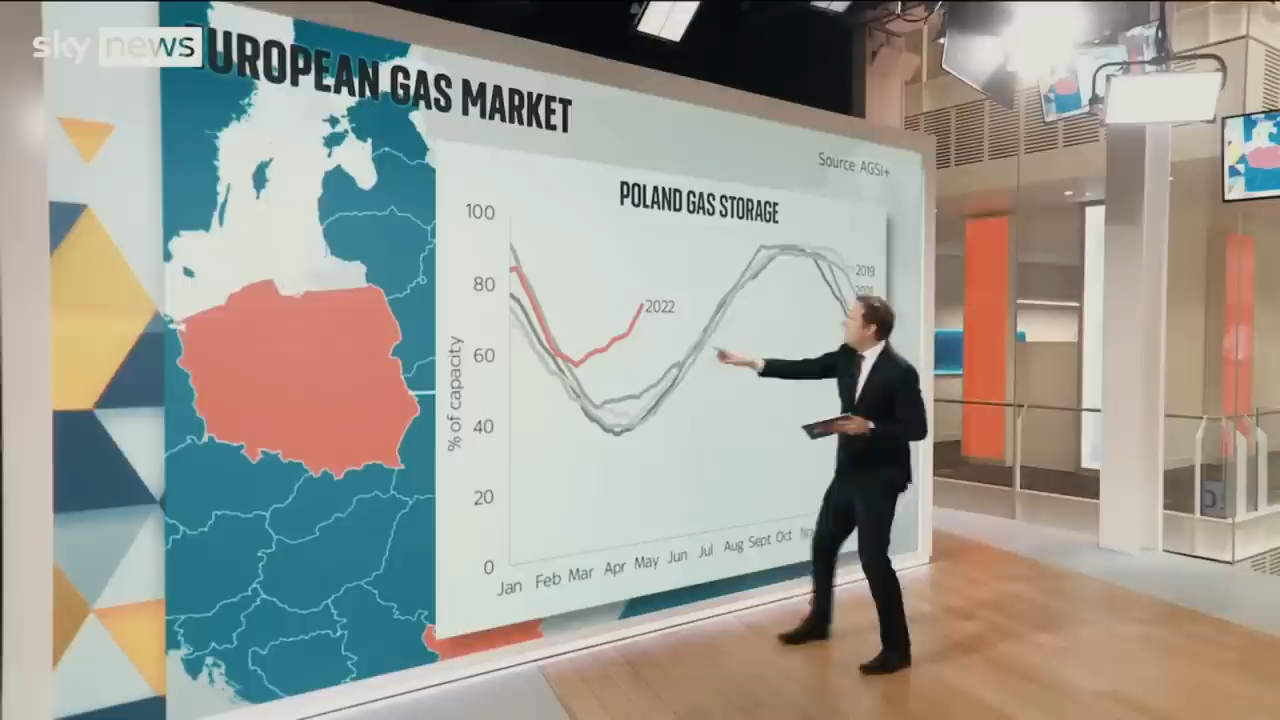 sky news
EUROPEAN GAS MARKET
Source: AGSI+
POLAND GAS STORAGE
% of capacity
100
80
60
40
20
0
2019
2022
Jan Feb Mar Apr May Jun Jul Aug Sept Oct